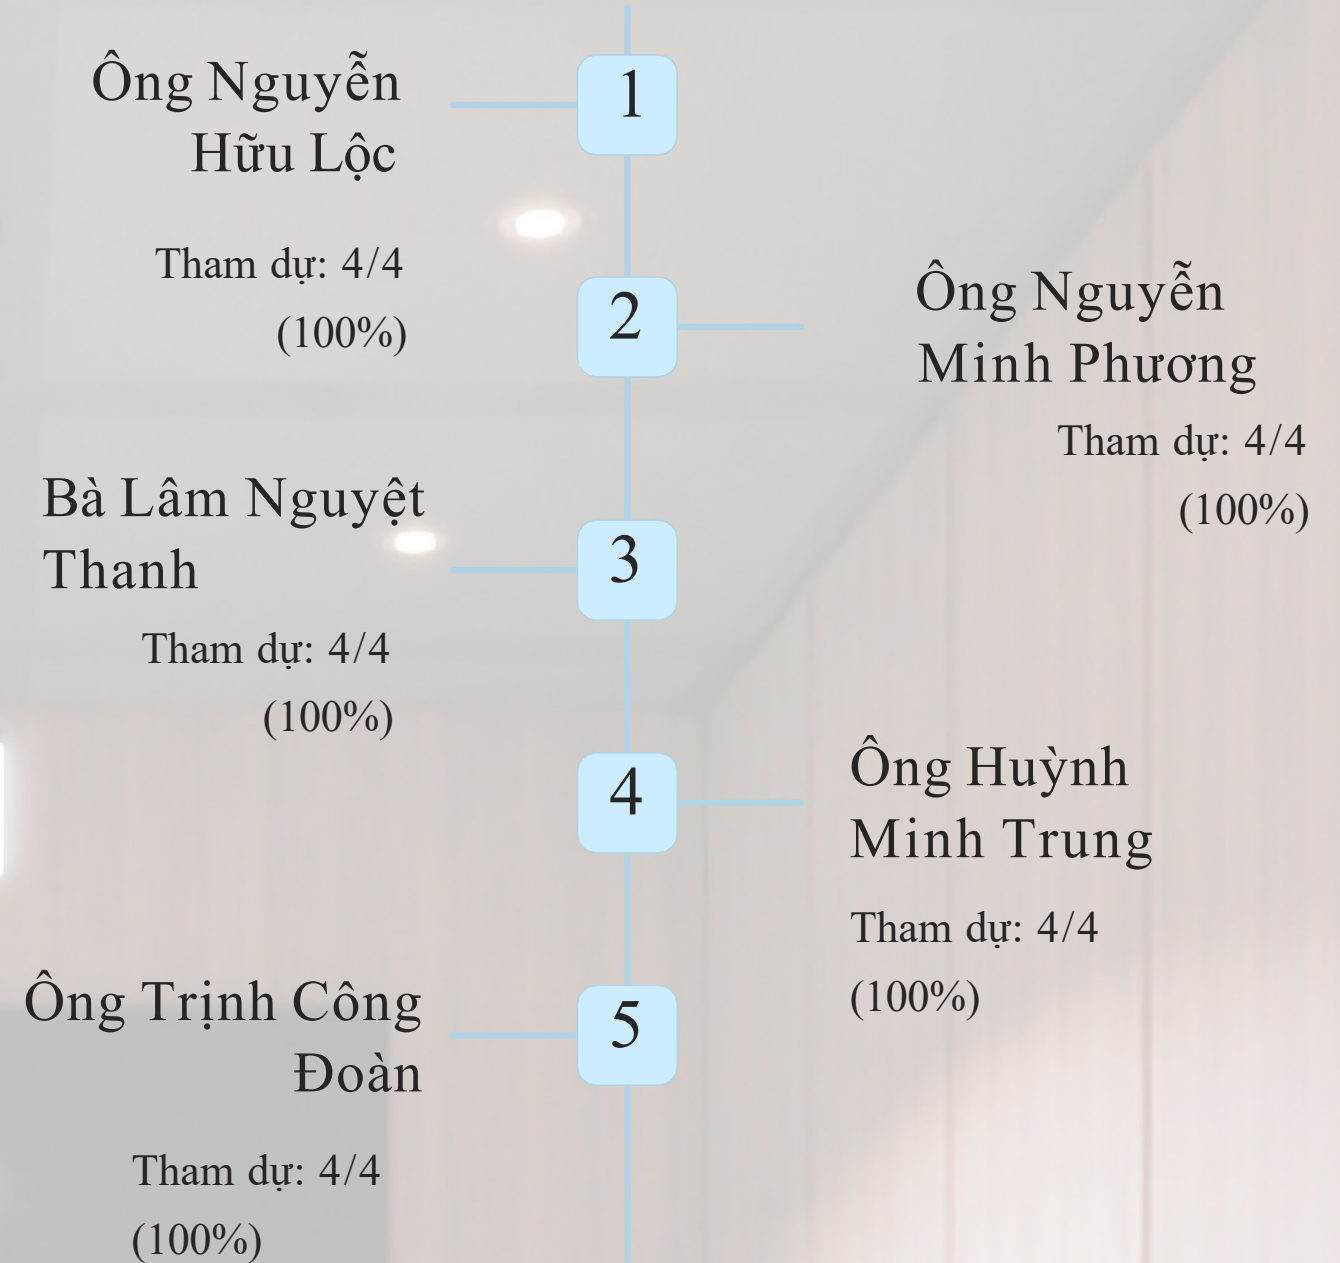 1
Ông Nguyễn
Hữu Lộc
Tham dự: 4/4
(100%)
2
Ông Nguyễn
Minh Phương
Tham dự: 4/4
(100%)
3
Bà Lâm Nguyệt
Thanh
Tham dự: 4/4
(100%)
4
Ông Huỳnh
Minh Trung
Tham dự: 4/4
(100%)
5
Ông Trịnh Công
Đoàn
Tham dự: 4/4
(100%)